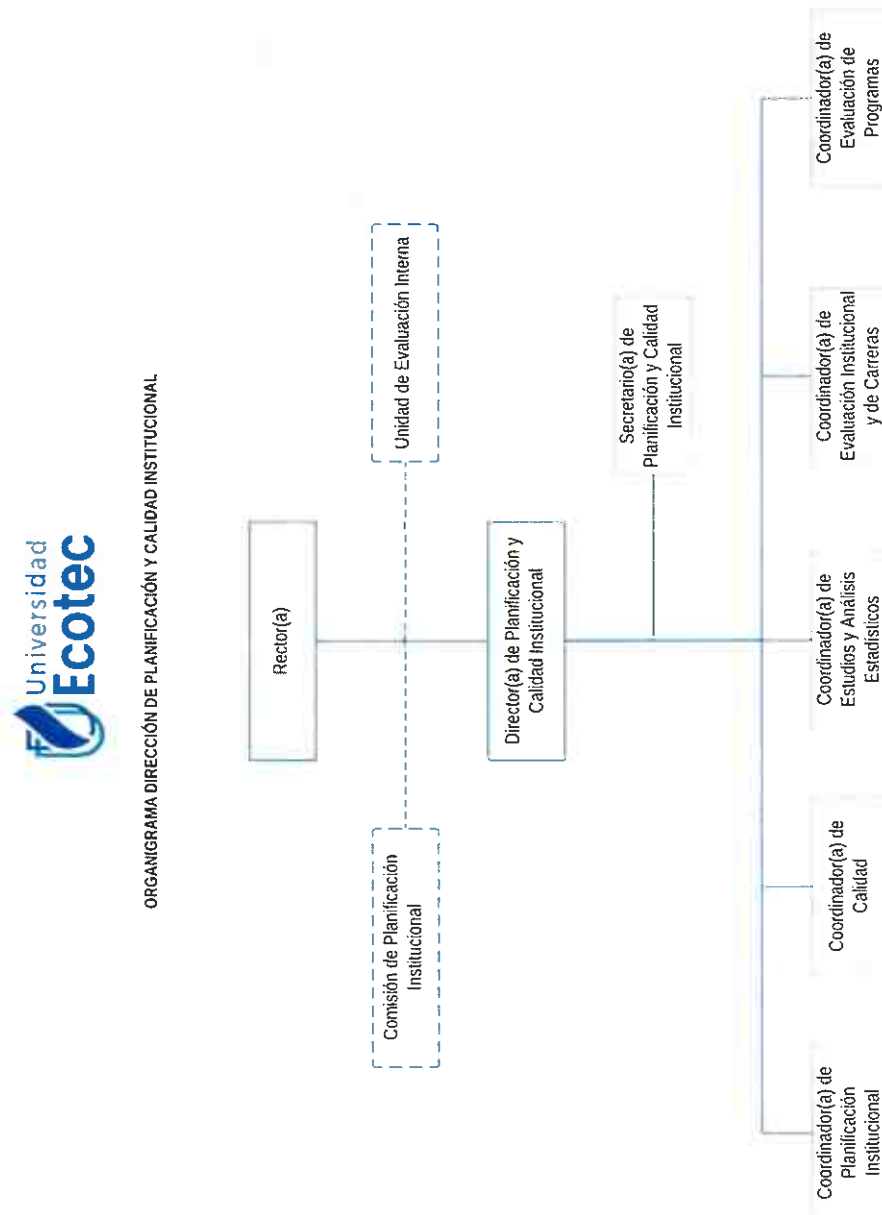 Universidad
Ecotec
ORGANIGRAMA DIRECCIÓN DE PLANIFICACIÓN Y CALIDAD INSTITUCIONAL
Rector(a)
Comisión de Planificación
Institucional
Unidad de Evaluación Interna
Director(a) de Planificación y
Calidad Institucional
Secretario(a) de
Planificación y Calidad
Institucional
Coordinador(a) de
Planificación
Institucional
Coordinador(a) de
Calidad
Coordinador(a) de
Estudios y Análisis
Estadísticos
Coordinador(a) de
Evaluación Institucional
y de Carreras
Coordinador(a) de
Evaluación de
Programas